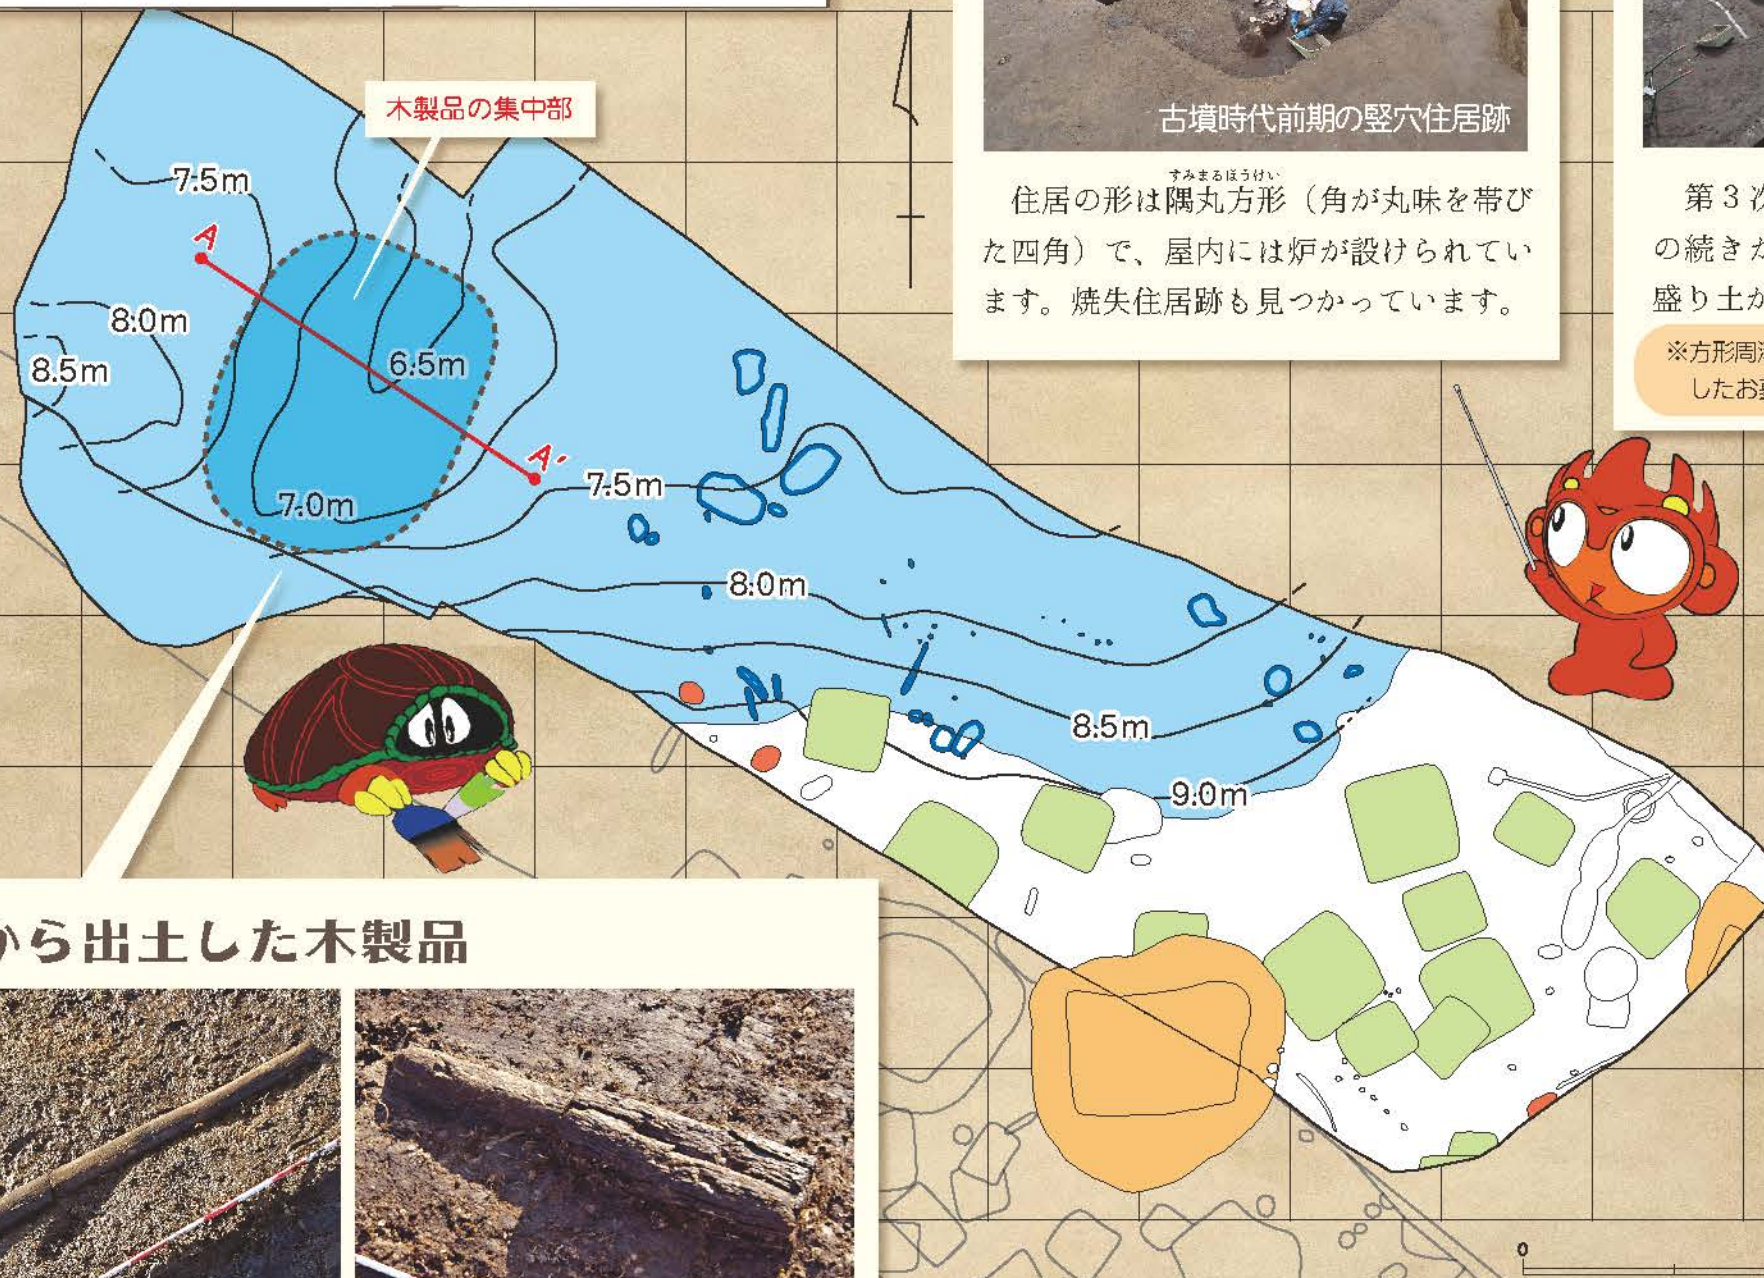 木製品の集中部
7.5m
A
8.0m
8.5m
6.5m
A′
7.0m
7.5m
8.0m
8.5m
9.0m
古墳時代前期の竪穴住居跡
すみまるほうけい
住居の形は隅丸方形（角が丸味を帯び
た四角）で、屋内には炉が設けられてい
ます。焼失住居跡も見つかっています。
第３次
の続きか
盛り土か
※方形周溝
したお墓
から出土した木製品
0